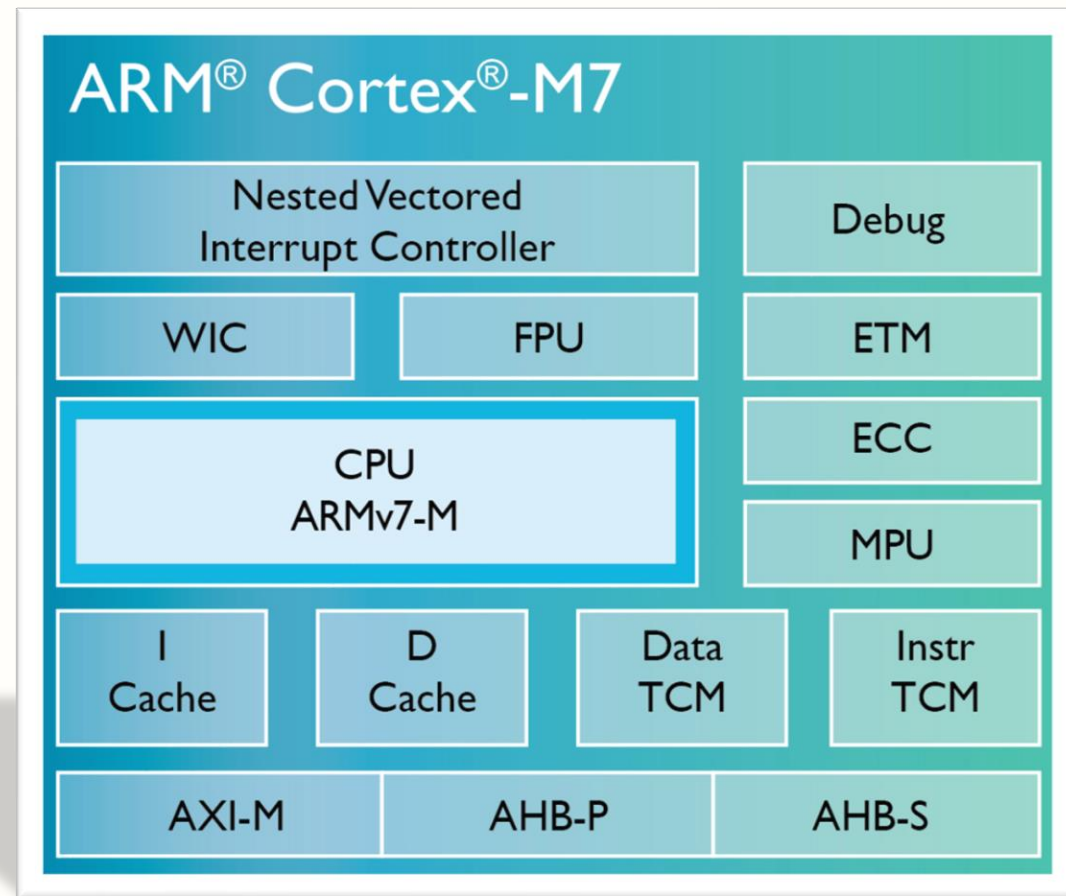 ARM® Cortex®-M7
Nested Vectored
Interrupt Controller
Debug
WIC
FPU
ETM
CPU
ARMv7-M
ECC
MPU
I
Cache
D
Cache
Data
TCM
Instr
TCM
AXI-M
AHB-P
AHB-S